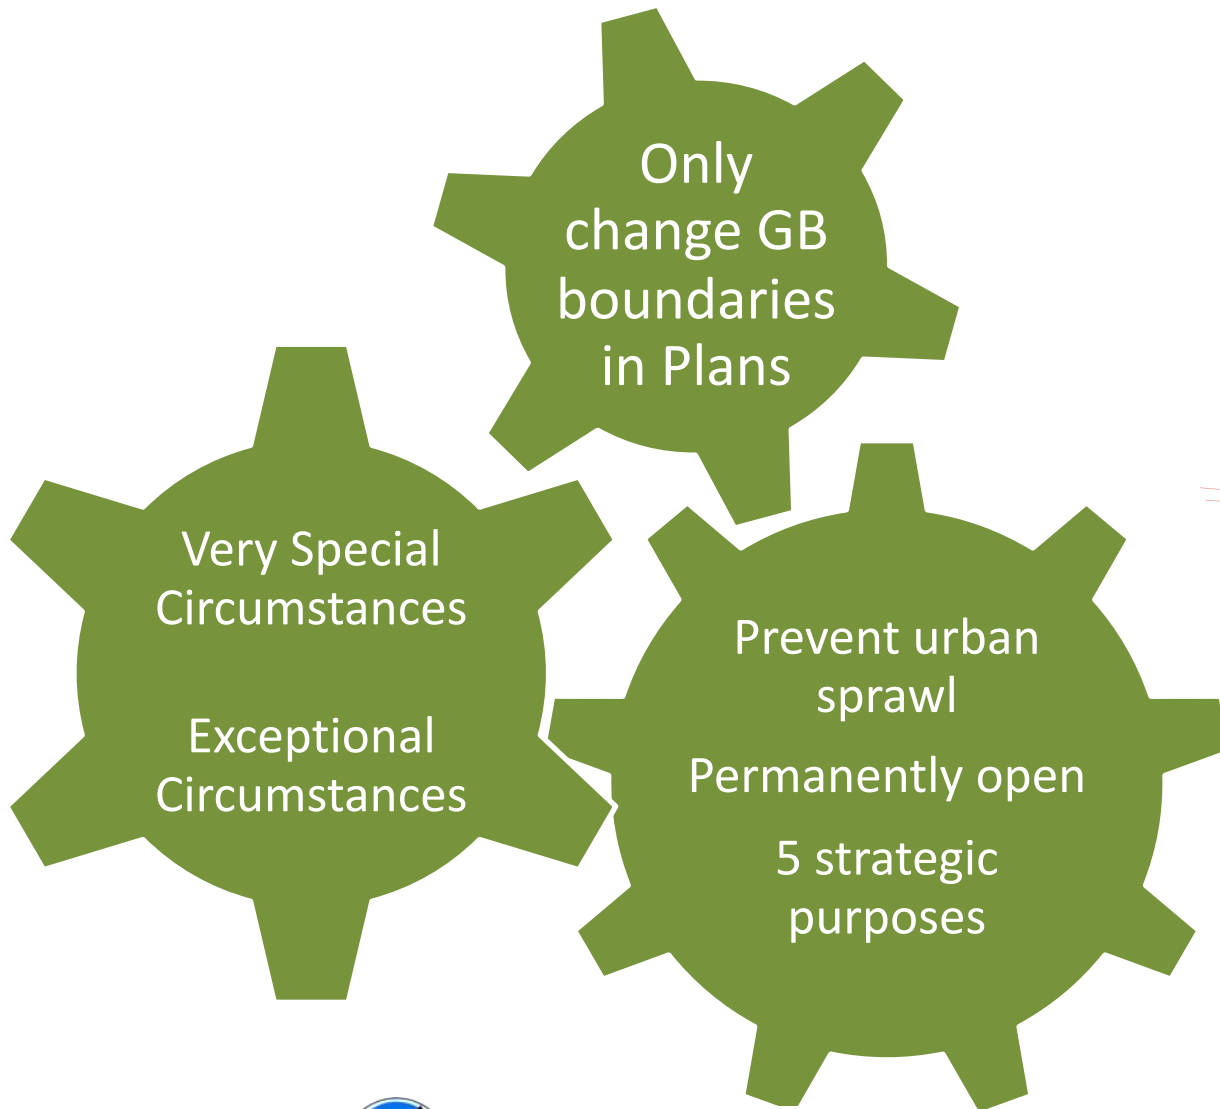 Only
change GB
boundaries
in Plans
Very Special
Circumstances
Exceptional
Circumstances
Prevent urban
sprawl
Permanently open
5 strategic
purposes